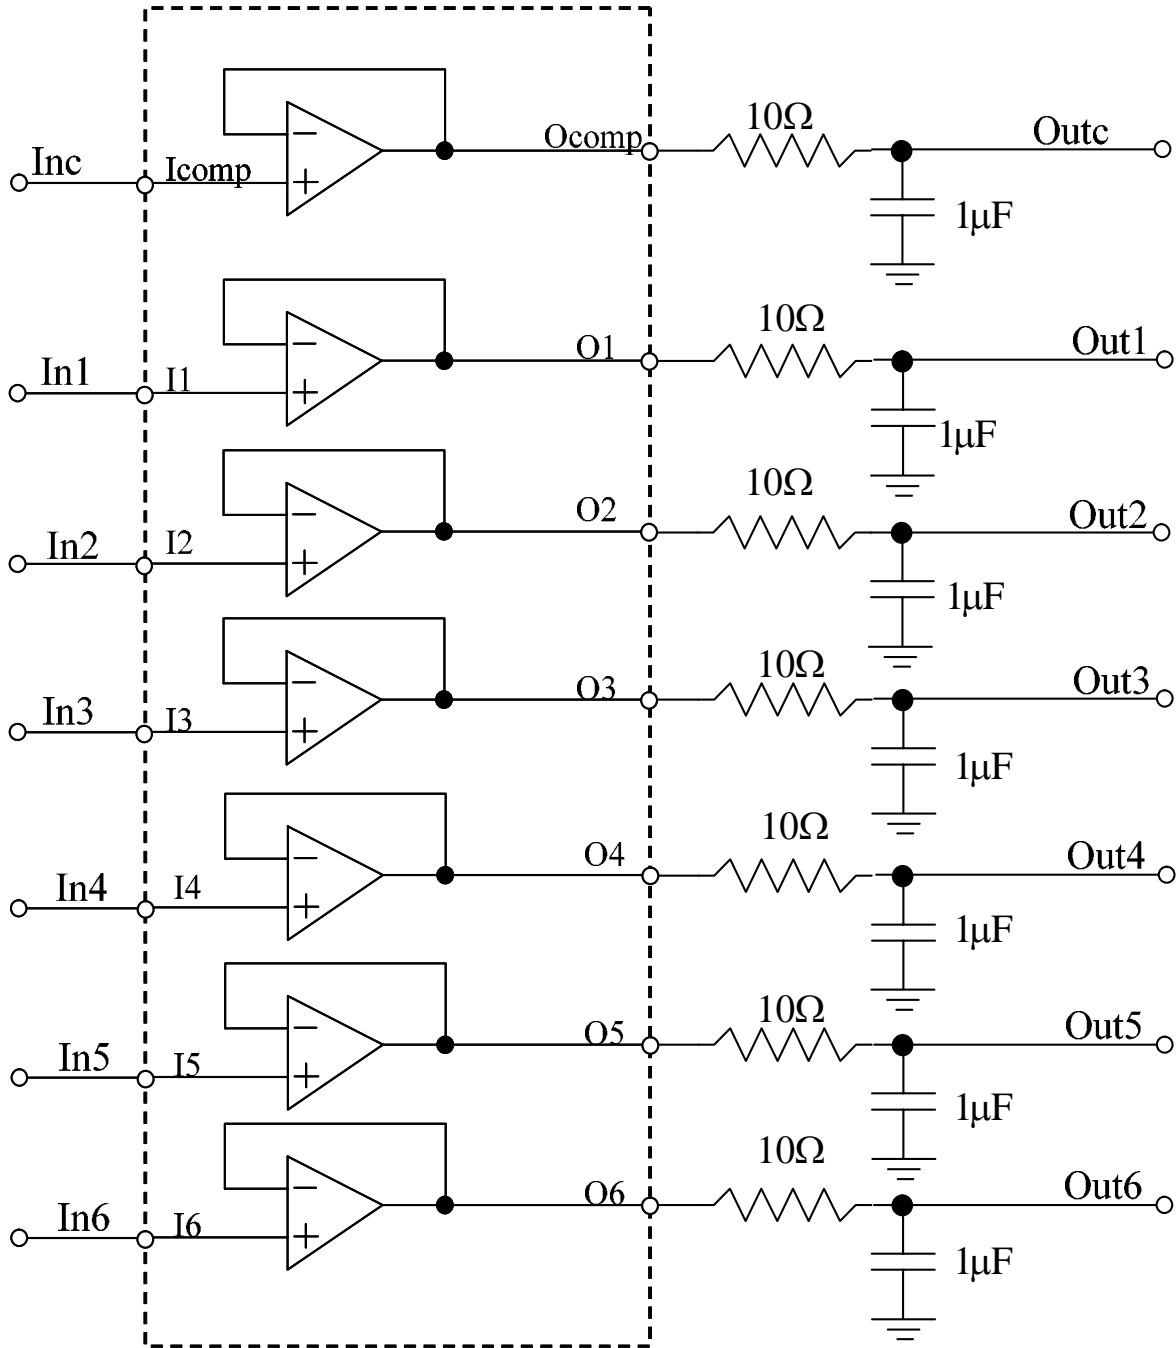 10Ω
Inc
Icomp
−
+
Ocomp
Outc
1μF
10Ω
In1
I1
−
+
O1
Out1
1μF
10Ω
In2
I2
−
+
O2
Out2
1μF
10Ω
In3
I3
−
+
O3
Out3
1μF
10Ω
In4
I4
−
+
O4
Out4
1μF
10Ω
In5
I5
−
+
O5
Out5
1μF
10Ω
In6
I6
−
+
O6
Out6
1μF